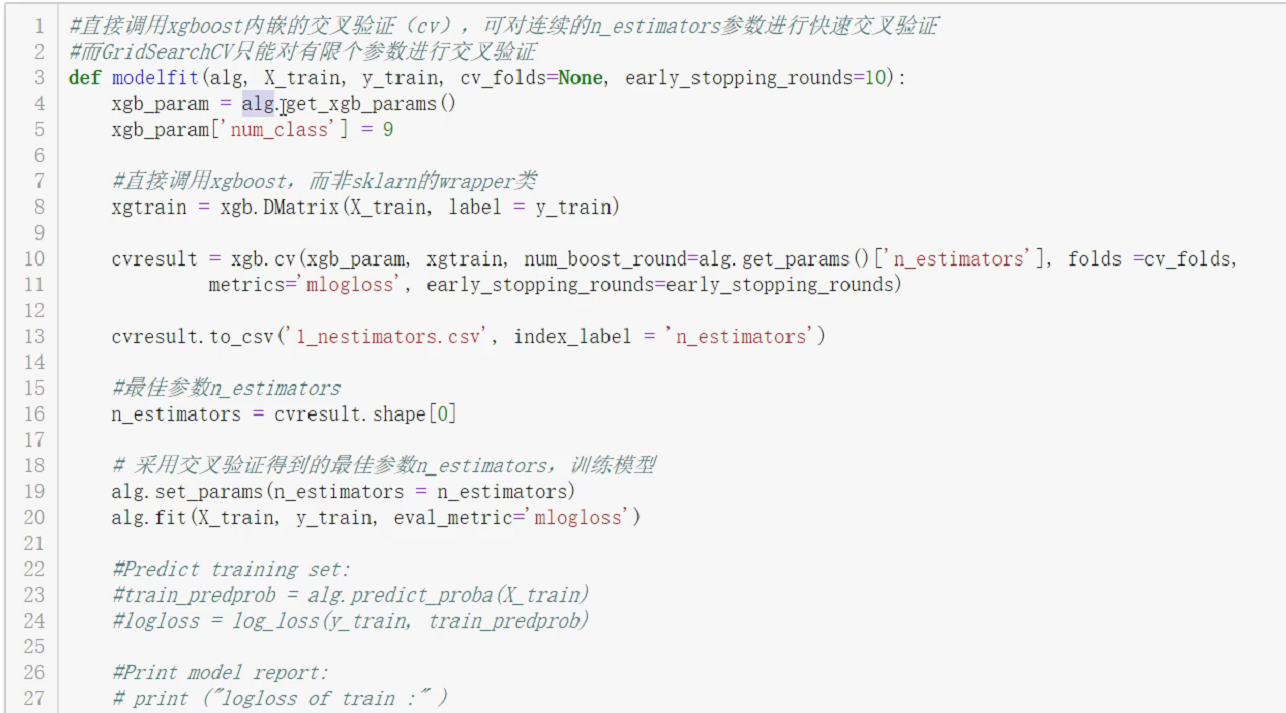 1 #直接调用xgboost内嵌的交叉验证（cv），可对连续的n_estimators参数进行快速交叉验证
2 #而GridSearchCV只能对有限个参数进行交叉验证
3 def modelfit(alg, X_train, y_train, cv_folds=None, early_stopping_rounds=10):
4     xgb_param = alg.get_xgb_params()
5     xgb_param['num_class'] = 9
6
7     #直接调用xgboost，而非sklarn的wrapper类
8     xgtrain = xgb.DMatrix(X_train, label = y_train)
9
10     cvresult = xgb.cv(xgb_param, xgtrain, num_boost_round=alg.get_params()['n_estimators'], folds =cv_folds,
11              metrics='mlogloss', early_stopping_rounds=early_stopping_rounds)
12
13     cvresult.to_csv('1_nestimators.csv', index_label = 'n_estimators')
14
15     #最佳参数n_estimators
16     n_estimators = cvresult.shape[0]
17
18     # 采用交叉验证得到的最佳参数n_estimators，训练模型
19     alg.set_params(n_estimators = n_estimators)
20     alg.fit(X_train, y_train, eval_metric='mlogloss')
21
22     #Predict training set:
23     #train_predprob = alg.predict_proba(X_train)
24     #logloss = log_loss(y_train, train_predprob)
25
26     #Print model report:
27     # print ("logloss of train :" )